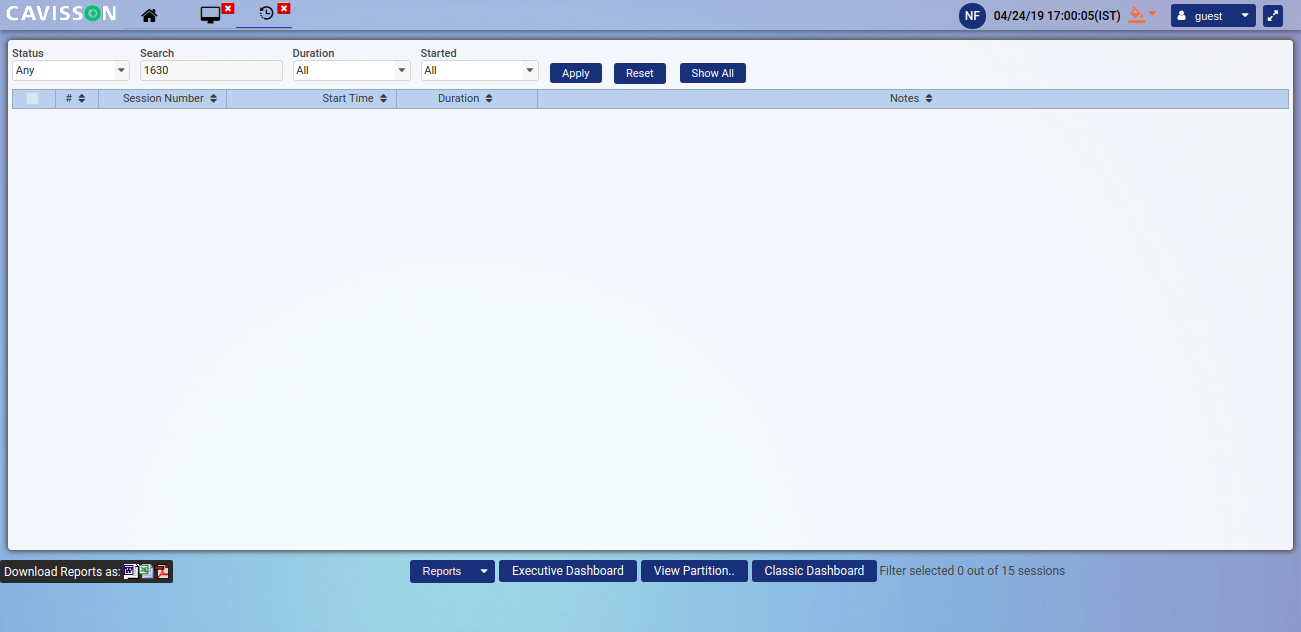 CAVISSON
NF 04/24/19 17:00:05(IST) guest
Status Search Duration Started
Any 1630 All All Apply Reset Show All
# Session Number Start Time Duration Notes
Download Reports as: Reports Executive Dashboard View Partition.. Classic Dashboard Filter selected 0 out of 15 sessions